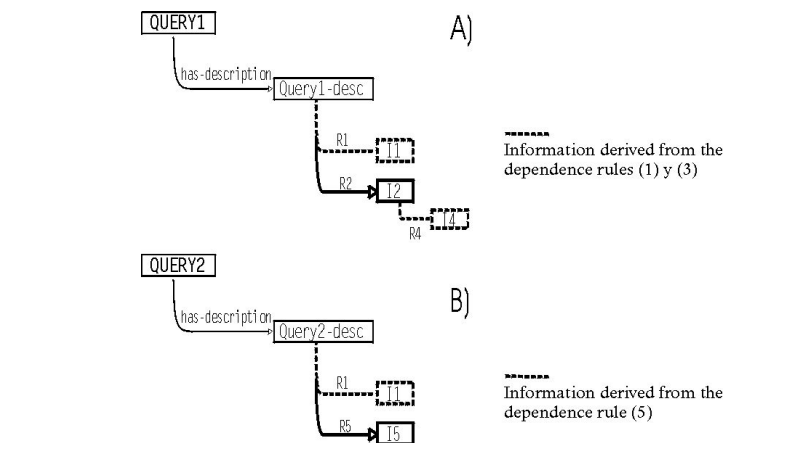 QUERY1
A)
has-description
Query1-desc
R1
I1
Information derived from the
dependence rules (1) y (3)
R2
I2
I4
R4
QUERY2
B)
has-description
Query2-desc
R1
I1
Information derived from the
dependence rule (5)
R5
I5